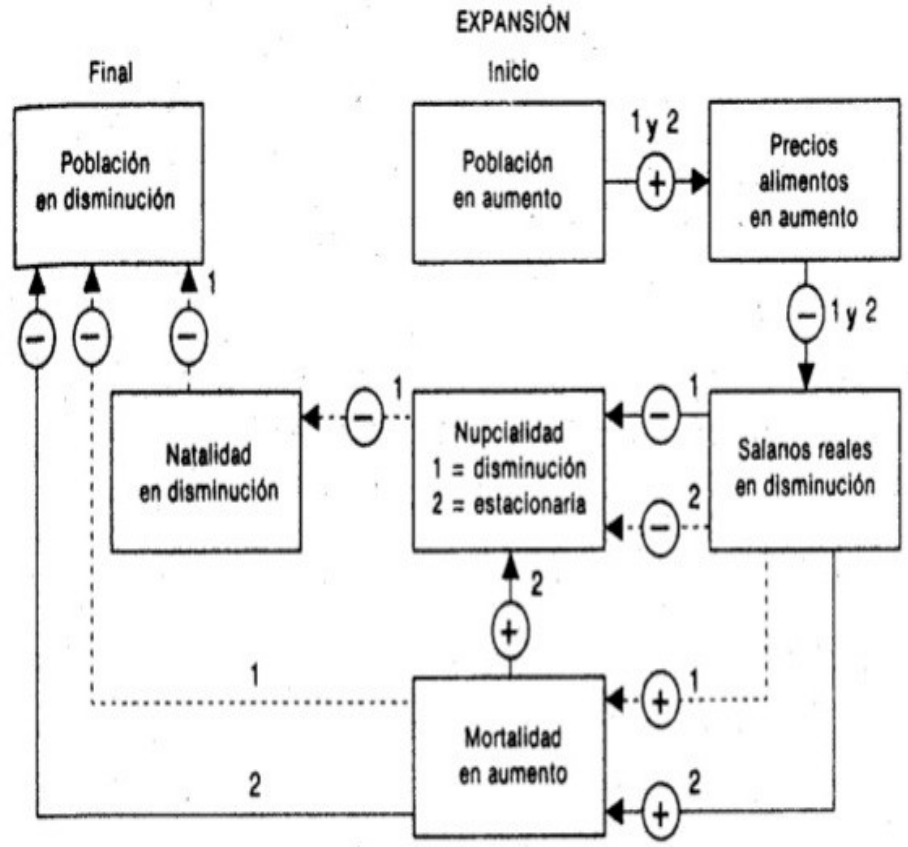 EXPANSIÓN
Final
Inicio
Población
en disminución
Población
en aumento
1 y 2
+
Precios
alimentos
en aumento
−
1 y 2
−
−
−
1
Natalidad
en disminución
−
1
Nupcialidad
1 = disminución
2 = estacionaria
−
1
−
2
Salarios reales
en disminución
+
2
1
2
Mortalidad
en aumento
+
1
+
2